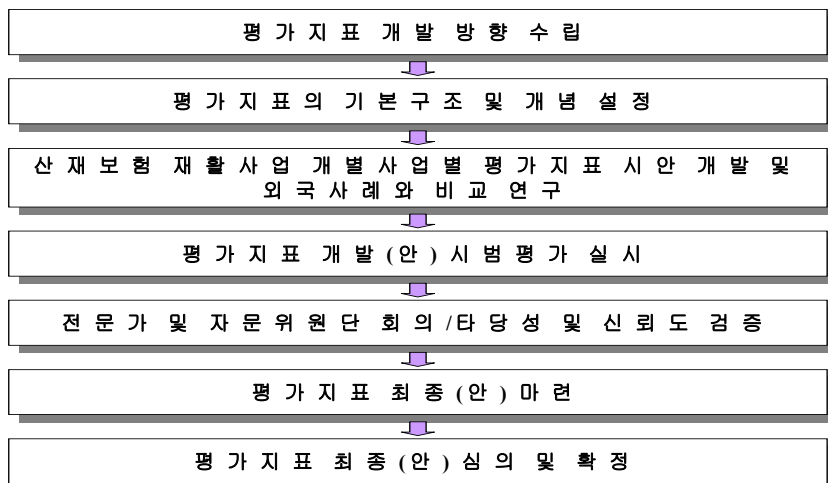 평가지표 개발 방향 수립
평가지표의 기본구조 및 개념 설정
산재보험 재활사업 개별사업별 평가지표 시안 개발 및
외국사례와 비교 연구
평가지표 개발(안)시범평가 실시
전문가 및 자문위원단 회의/타당성 및 신뢰도 검증
평가지표 최종(안)마련
평가지표 최종(안)심의 및 확정